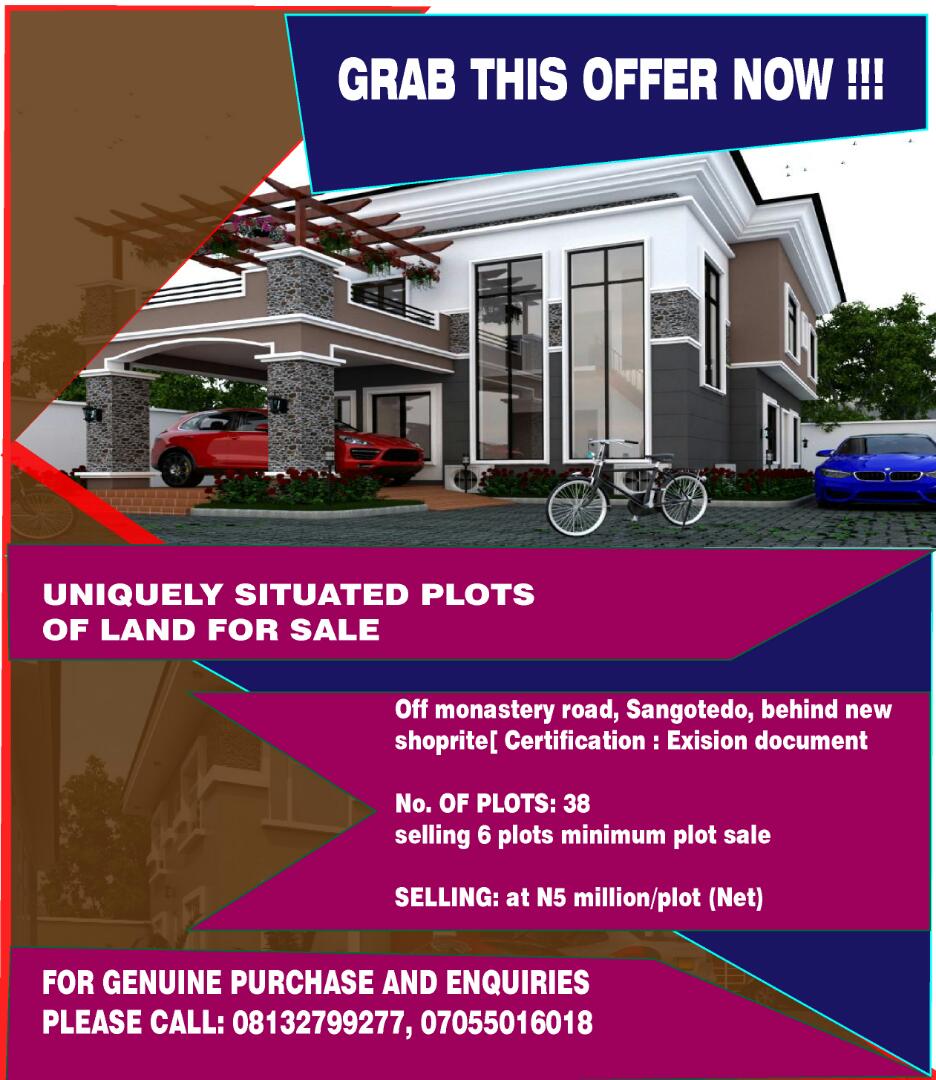 GRAB THIS OFFER NOW !!!
UNIQUELY SITUATED PLOTS
OF LAND FOR SALE
Off monastery road, Sangotedo, behind new
shoprite[ Certification : Exision document
No. OF PLOTS: 38
selling 6 plots minimum plot sale
SELLING: at N5 million/plot (Net)
FOR GENUINE PURCHASE AND ENQUIRIES
PLEASE CALL: 08132799277, 07055016018